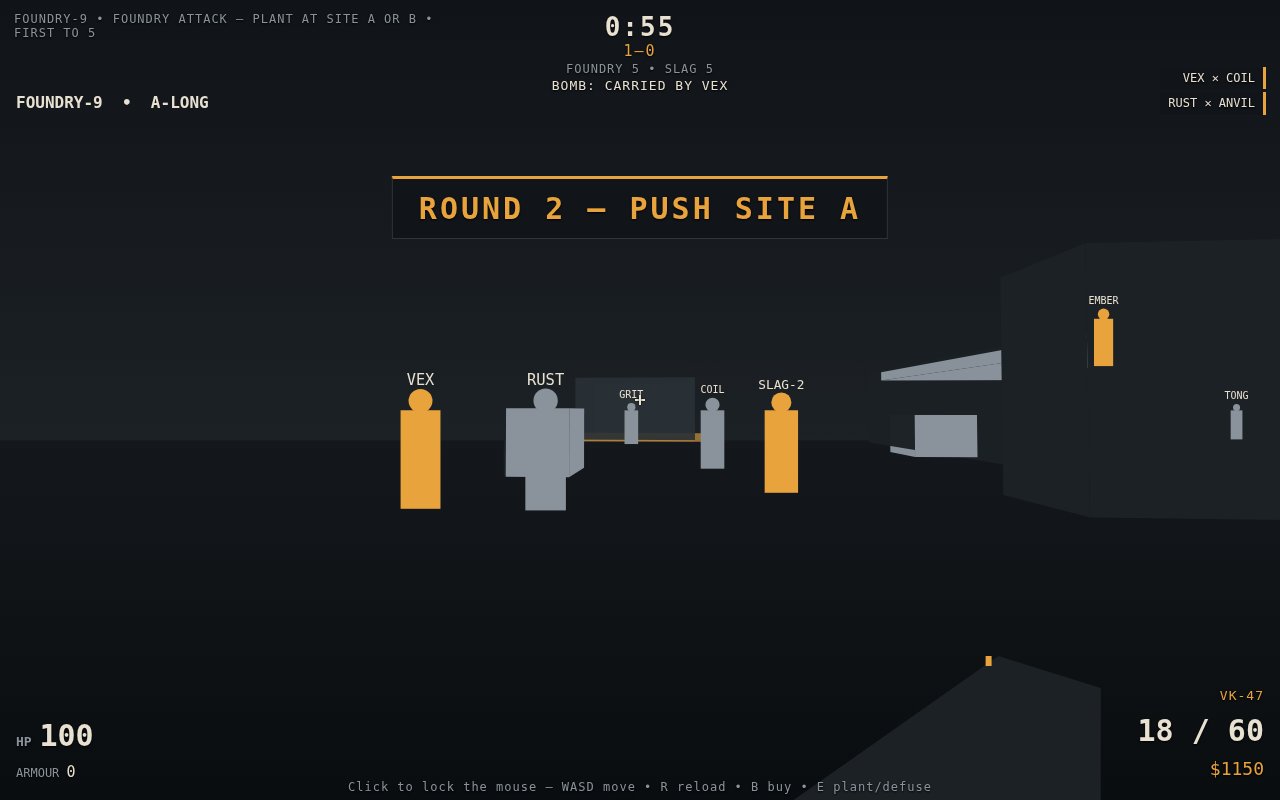 FOUNDRY-9 • FOUNDRY ATTACK — PLANT AT SITE A OR B •
FIRST TO 5
0:55
1–0
FOUNDRY 5 • SLAG 5
BOMB: CARRIED BY VEX
VEX × COIL
RUST × ANVIL
FOUNDRY-9 • A-LONG
ROUND 2 — PUSH SITE A
EMBER
VEX
RUST
GRIT
COIL
SLAG-2
TONG
VK-47
HP 100
18 / 60
ARMOUR 0
$1150
Click to lock the mouse — WASD move • R reload • B buy • E plant/defuse